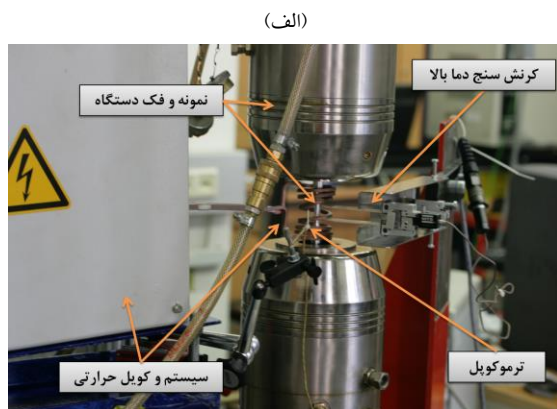 (الف)
کرنش سنج دما بالا
نمونه و فک دستگاه
ترموکوپل
سیستم و کویل حرارتی